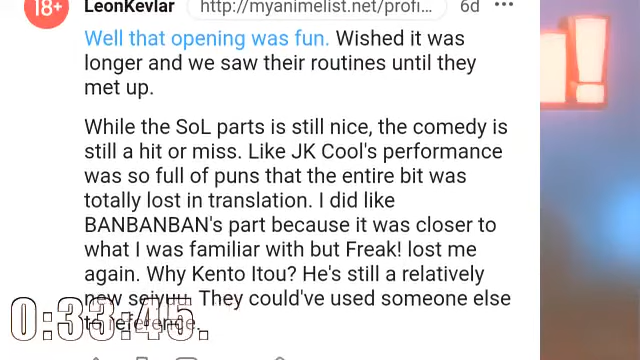 18+ LeonKevlar http://myanimelist.net/profi... 6d ...
Well that opening was fun. Wished it was
longer and we saw their routines until they
met up.
While the SoL parts is still nice, the comedy is
still a hit or miss. Like JK Cool's performance
was so full of puns that the entire bit was
totally lost in translation. I did like
BANBANBAN's part because it was closer to
what I was familiar with but Freak! lost me
again. Why Kento Itou? He's still a relatively
new seiyuu. They could've used someone else
to reference.
0:33:45.
!